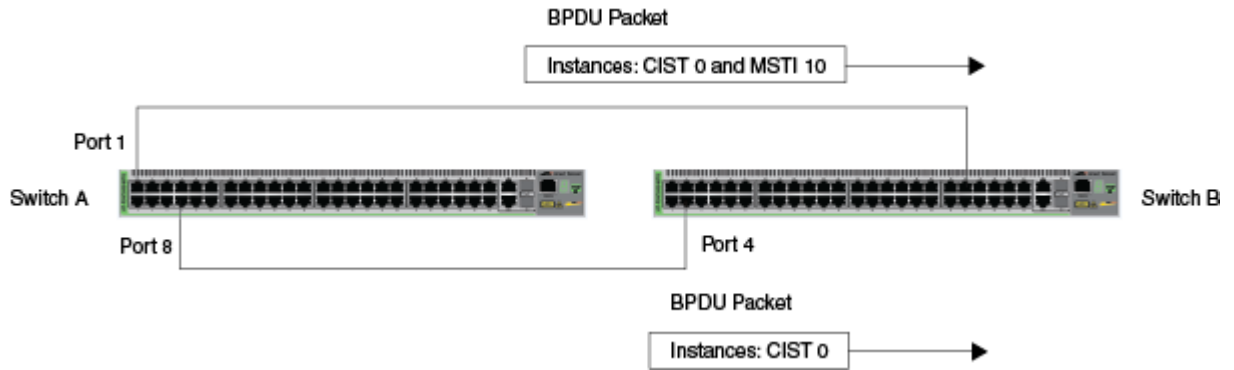 BPDU Packet
Instances: CIST 0 and MSTI 10
Port 1
Switch A
Switch B
Port 8
Port 4
BPDU Packet
Instances: CIST 0